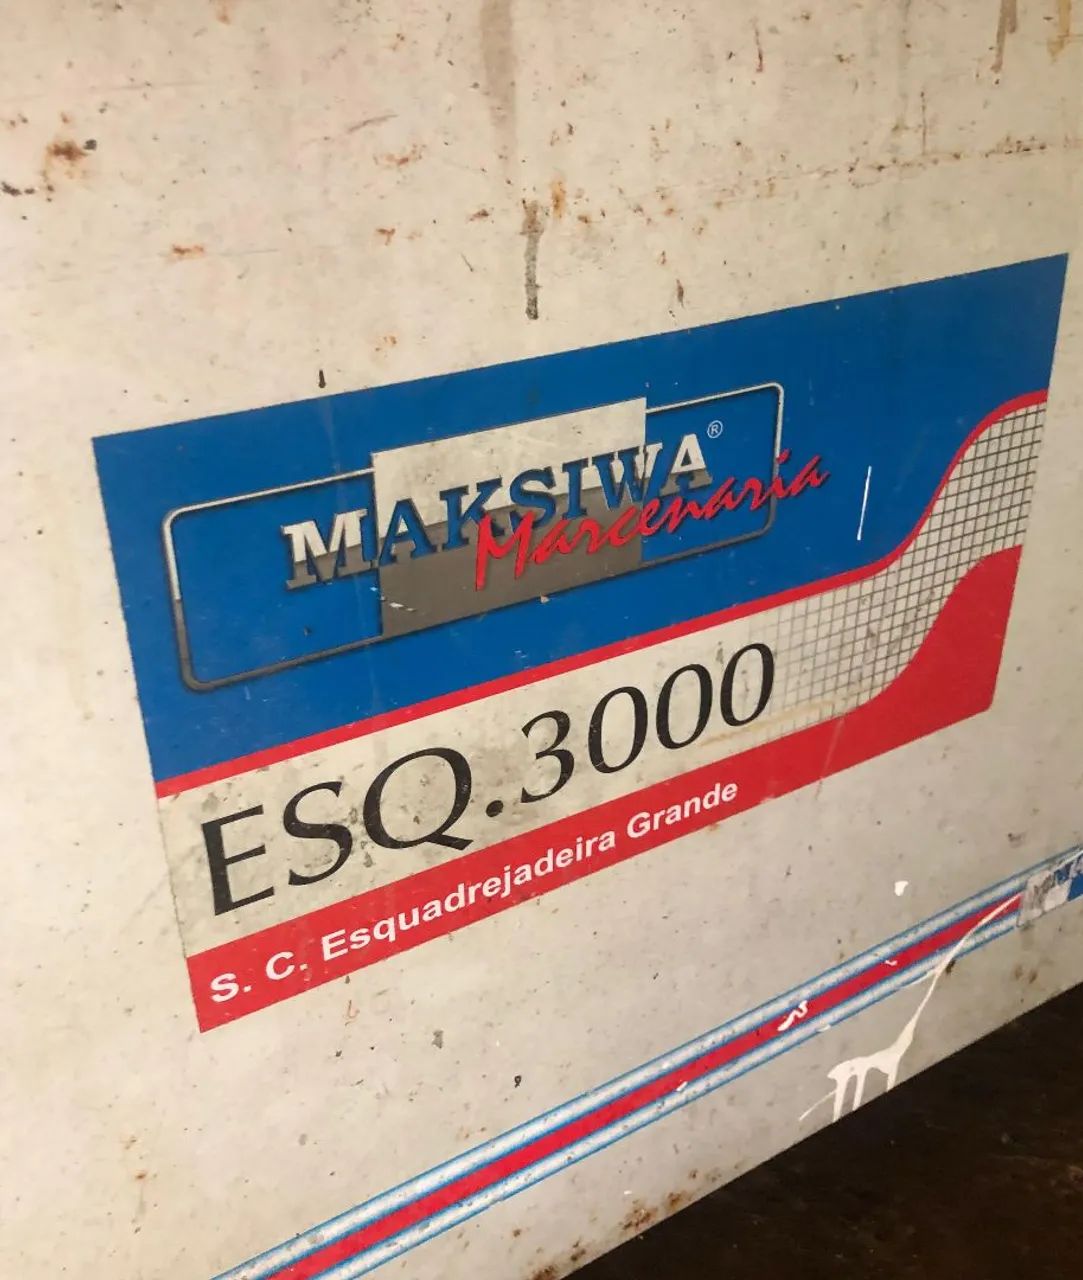 MAKSIWA®
Marcenaria
ESQ.3000
S. C. Esquadrejadeira Grande